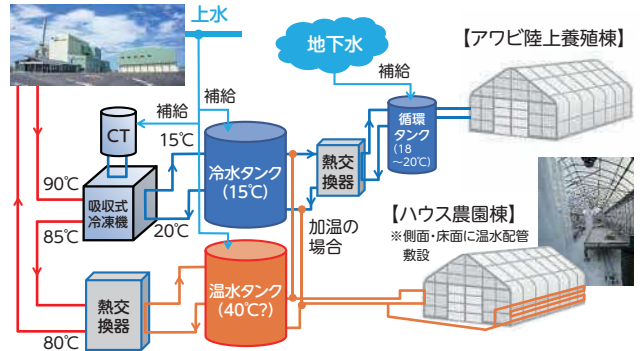 上水
地下水
【アワビ陸上養殖棟】
補給
補給
補給
CT
15℃
循環
タンク
(18
～20℃)
冷水タンク
(15℃)
熱交
換器
90℃
吸収式
冷凍機
85℃
20℃
加温の
場合
【ハウス農園棟】
※側面・床面に温水配管
敷設
温水タンク
(40℃?)
熱交
換器
80℃